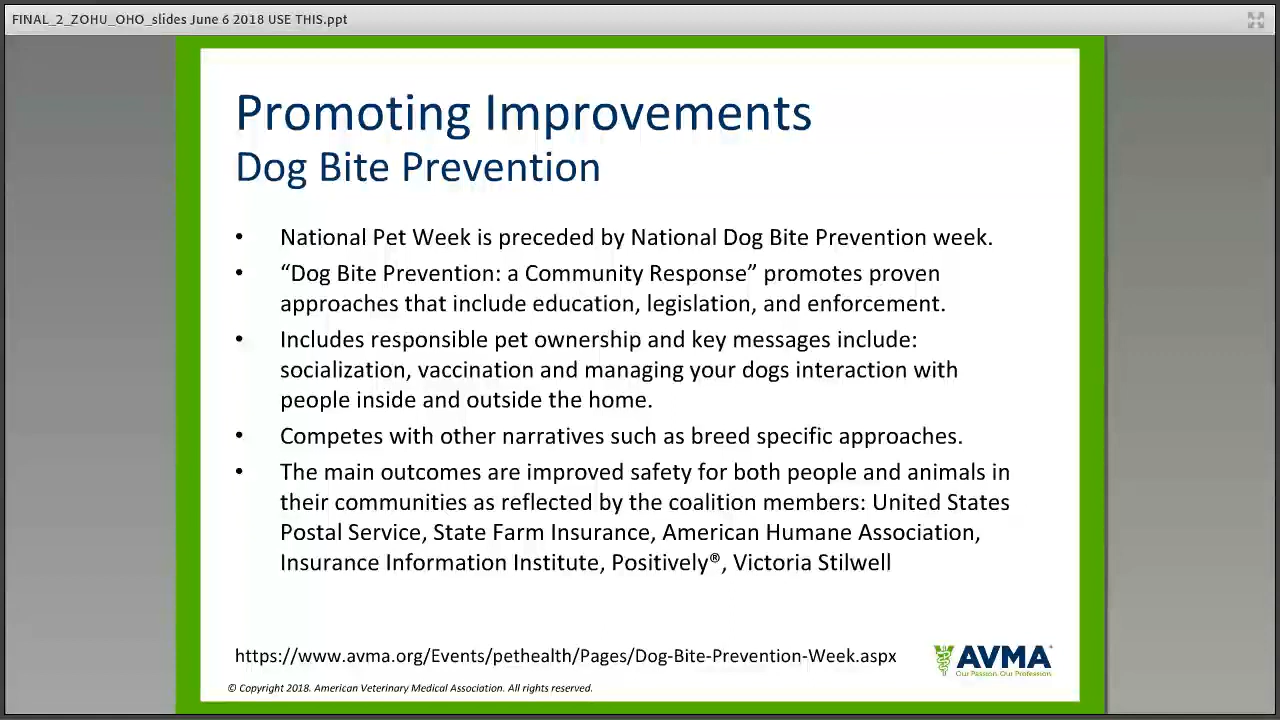 FINAL_2_ZOHU_OHO_slides June 6 2018 USE THIS.ppt
Promoting Improvements
Dog Bite Prevention
• National Pet Week is preceded by National Dog Bite Prevention week.
• “Dog Bite Prevention: a Community Response” promotes proven
approaches that include education, legislation, and enforcement.
• Includes responsible pet ownership and key messages include:
socialization, vaccination and managing your dogs interaction with
people inside and outside the home.
• Competes with other narratives such as breed specific approaches.
• The main outcomes are improved safety for both people and animals in
their communities as reflected by the coalition members: United States
Postal Service, State Farm Insurance, American Humane Association,
Insurance Information Institute, Positively®, Victoria Stilwell
https://www.avma.org/Events/pethealth/Pages/Dog-Bite-Prevention-Week.aspx
AVMA
Our Passion. Our Profession.
© Copyright 2018. American Veterinary Medical Association. All rights reserved.